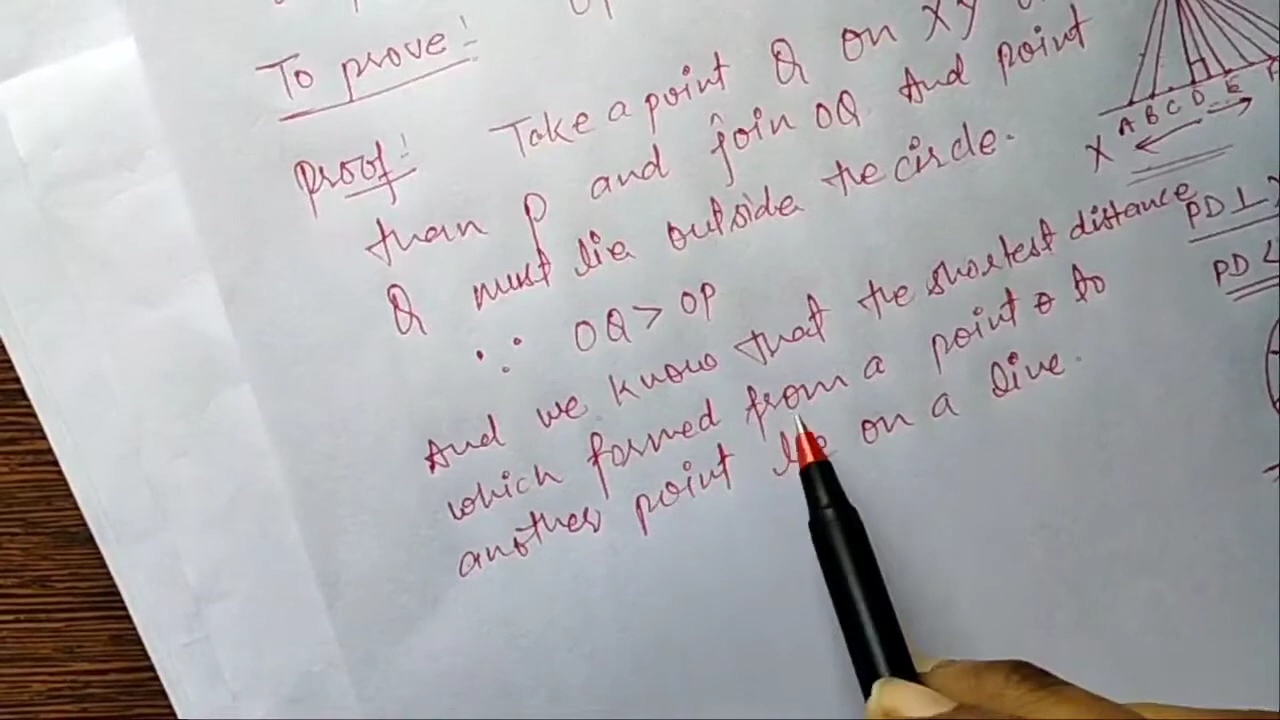 To prove:
Proof: Take a point Q on XY
than P and join OQ And point
Q must lie outside the circle.
∴ OQ > OP
And we know that the shortest distance
which formed from a point to
another point lie on a line.
A B C D E
X
PD ⊥
PD <